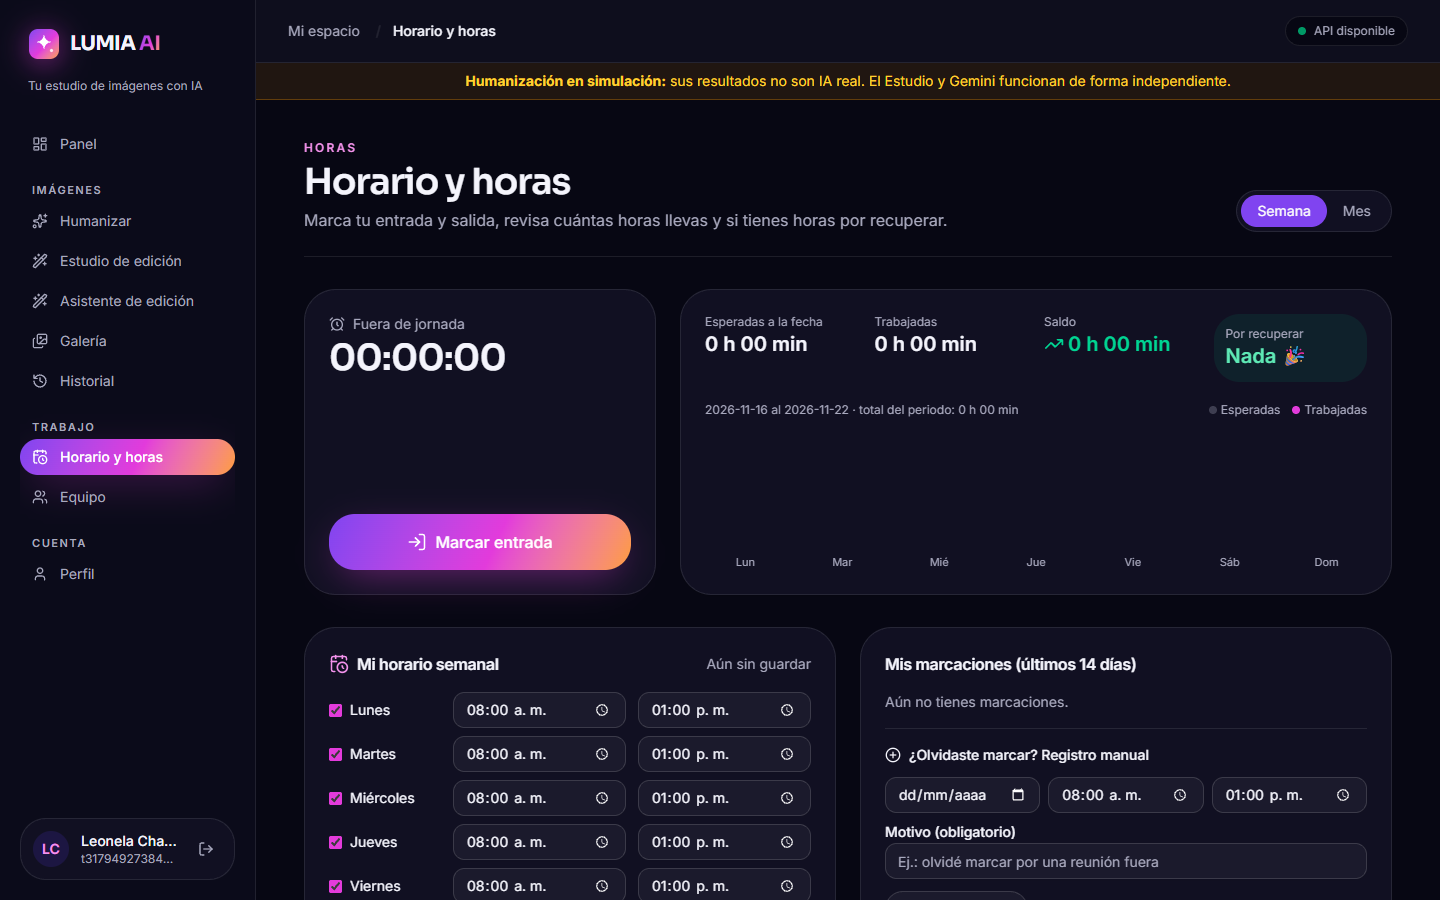 LUMIA AI
Tu estudio de imágenes con IA
Panel
IMÁGENES
Humanizar
Estudio de edición
Asistente de edición
Galería
Historial
TRABAJO
Horario y horas
Equipo
CUENTA
Perfil
LC
Leonela Cha...
t31794927384...
Mi espacio / Horario y horas
API disponible
Humanización en simulación: sus resultados no son IA real. El Estudio y Gemini funcionan de forma independiente.
HORAS
Horario y horas
Marca tu entrada y salida, revisa cuántas horas llevas y si tienes horas por recuperar.
Semana
Mes
Fuera de jornada
00:00:00
Marcar entrada
Esperadas a la fecha
0 h 00 min
Trabajadas
0 h 00 min
Saldo
0 h 00 min
Por recuperar
Nada 🎉
2026-11-16 al 2026-11-22 · total del periodo: 0 h 00 min
Esperadas
Trabajadas
Lun Mar Mié Jue Vie Sáb Dom
Mi horario semanal
Aún sin guardar
Lunes 08:00 a. m. 01:00 p. m.
Martes 08:00 a. m. 01:00 p. m.
Miércoles 08:00 a. m. 01:00 p. m.
Jueves 08:00 a. m. 01:00 p. m.
Viernes 08:00 a. m. 01:00 p. m.
Mis marcaciones (últimos 14 días)
Aún no tienes marcaciones.
¿Olvidaste marcar? Registro manual
dd/mm/aaaa 08:00 a. m. 01:00 p. m.
Motivo (obligatorio)
Ej.: olvidé marcar por una reunión fuera